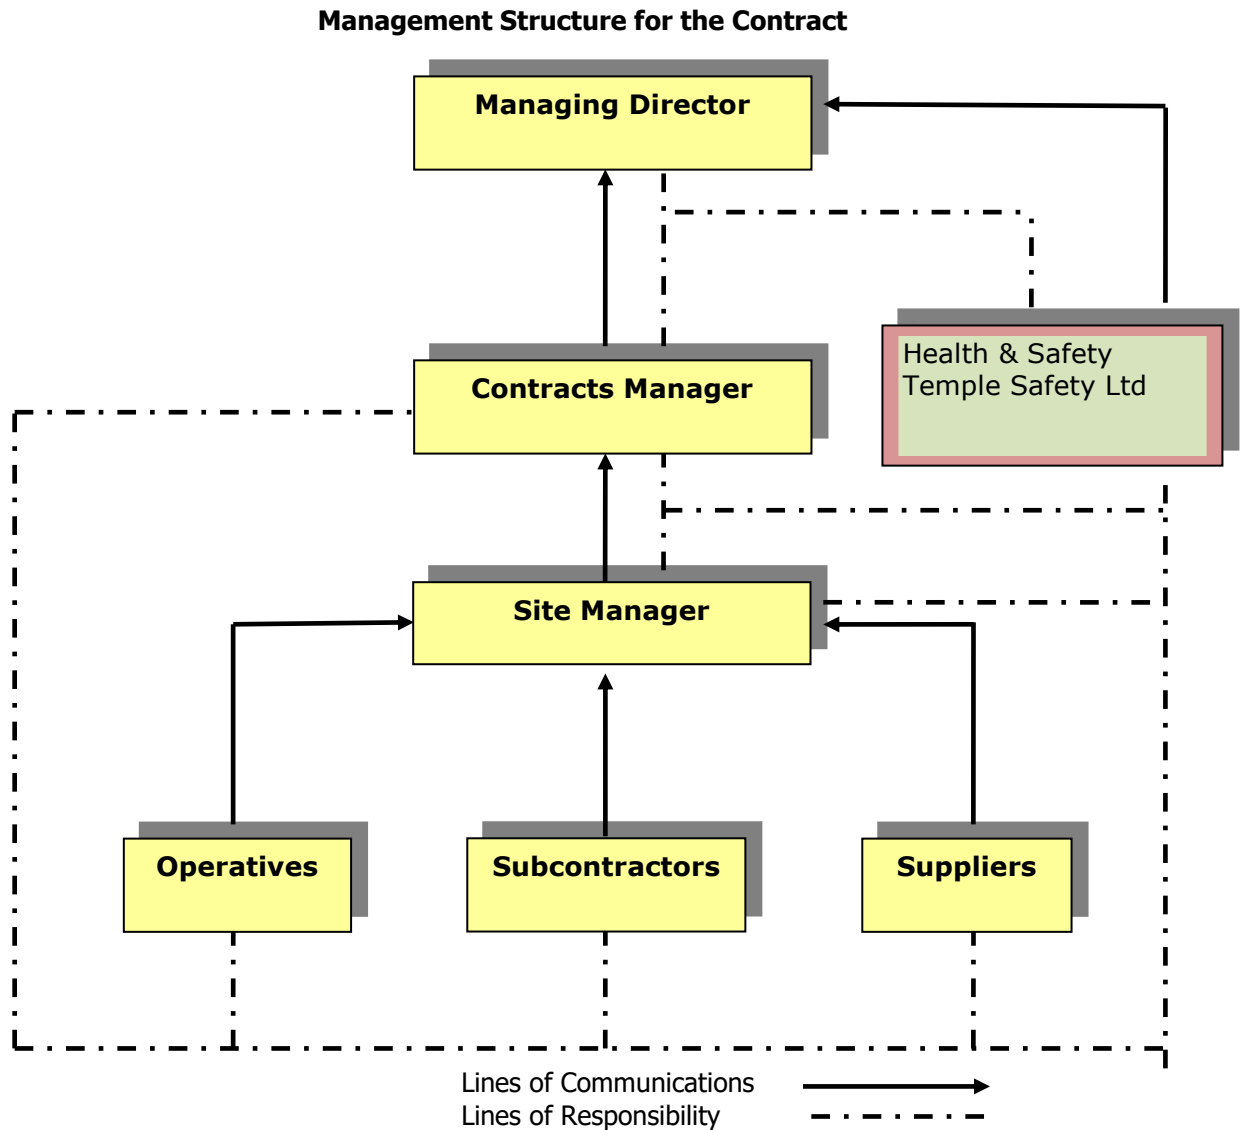 Management Structure for the Contract
Managing Director
Health & Safety
Temple Safety Ltd
Contracts Manager
Site Manager
Operatives
Subcontractors
Suppliers
Lines of Communications
Lines of Responsibility